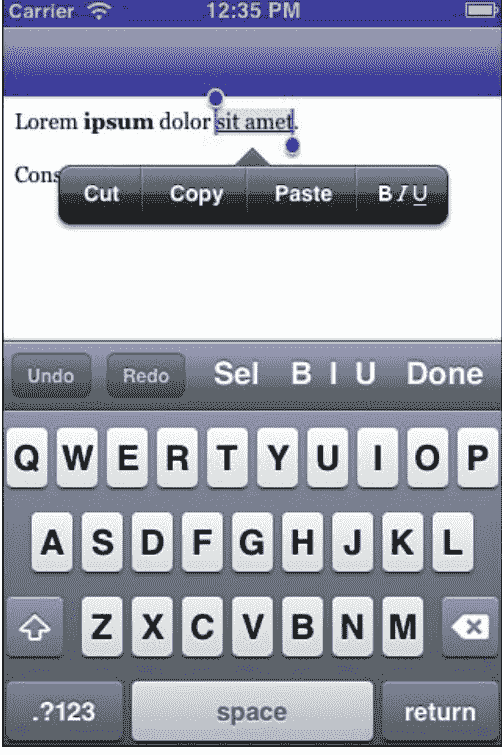 Carrier 12:35 PM
Lorem ipsum dolor sit amet.
Cons
Cut Copy Paste B I U
Undo Redo Sel B I U Done
Q W E R T Y U I O P
A S D F G H J K L
Z X C V B N M
.?123 space return